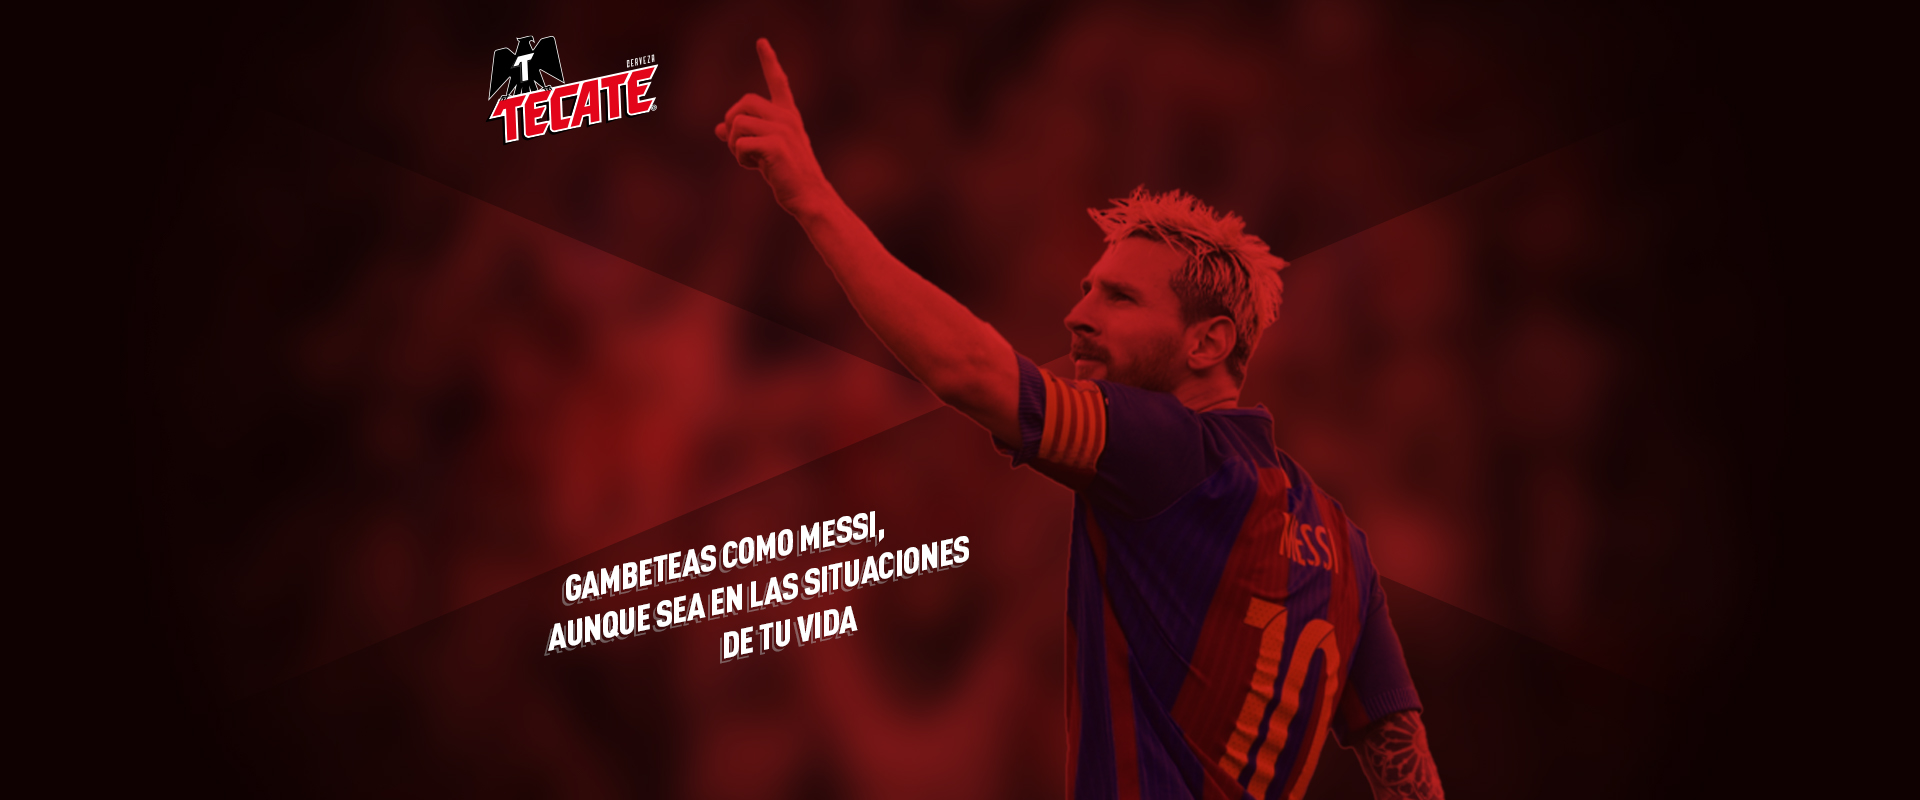 T
CERVEZA
TECATE
GAMBETEAS COMO MESSI,
AUNQUE SEA EN LAS SITUACIONES
DE TU VIDA
MESSI
10